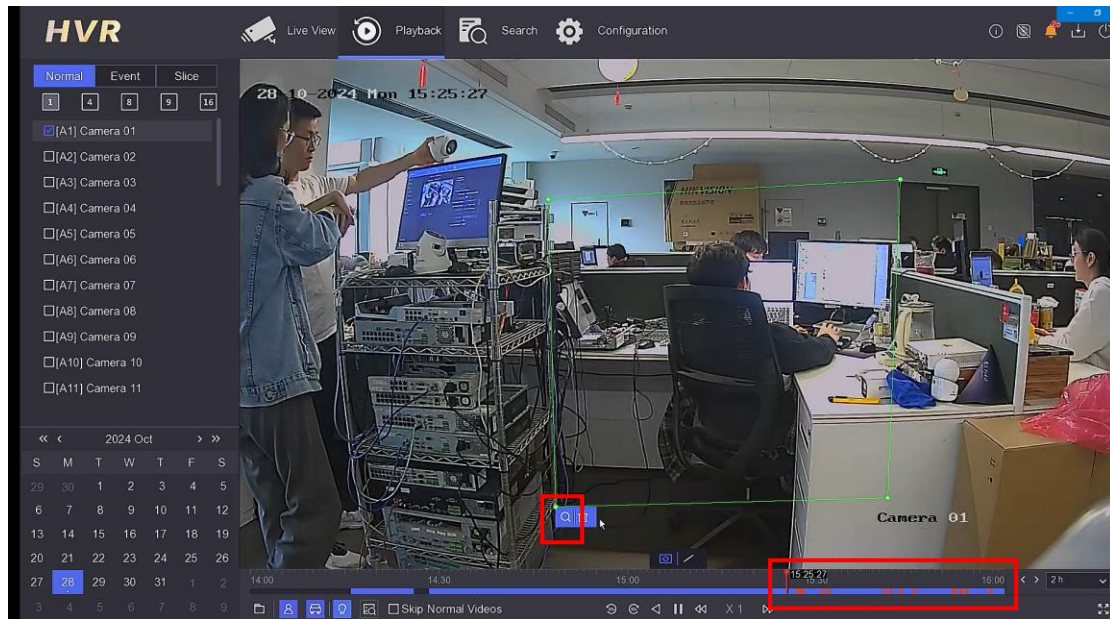 HVR
Live View
Playback
Search
Configuration
Normal
Event
Slice
1
4
8
9
16
[A1] Camera 01
[A2] Camera 02
[A3] Camera 03
[A4] Camera 04
[A5] Camera 05
[A6] Camera 06
[A7] Camera 07
[A8] Camera 08
[A9] Camera 09
[A10] Camera 10
[A11] Camera 11
28-10-2024 Mon 15:25:27
HIKVISION
Camera 01
<< < 2024 Oct > >>
S M T W T F S
29 30 1 2 3 4 5
6 7 8 9 10 11 12
13 14 15 16 17 18 19
20 21 22 23 24 25 26
27 28 29 30 31 1 2
3 4 5 6 7 8 9
15:25:27
14:00 14:30 15:00 15:30 16:00
< > 2 h
Skip Normal Videos
X 1